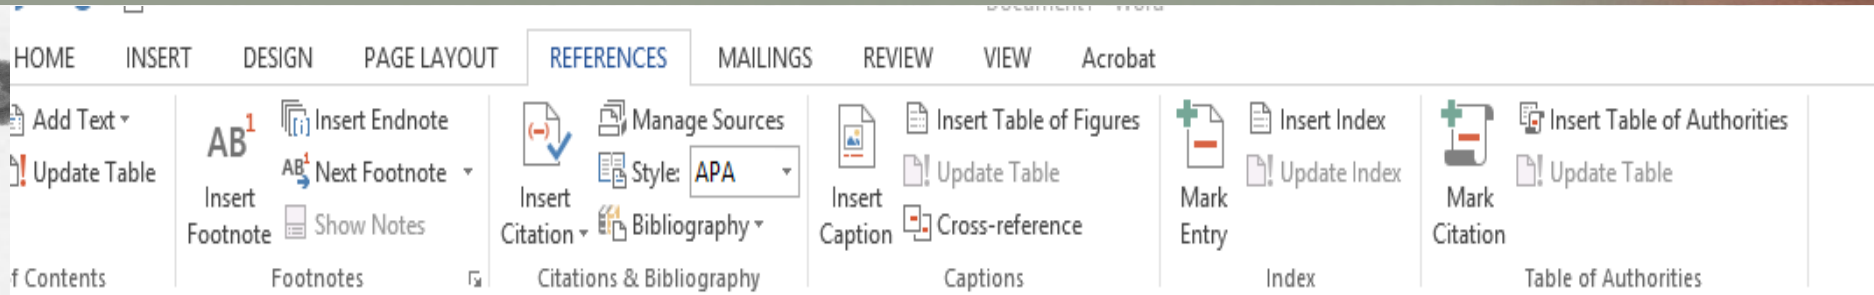 HOME INSERT DESIGN PAGE LAYOUT REFERENCES MAILINGS REVIEW VIEW Acrobat
Add Text
Update Table
f Contents
AB1
Insert
Footnote
Insert Endnote
AB1 Next Footnote
Show Notes
Footnotes
Insert
Citation
Manage Sources
Style: APA
Bibliography
Citations & Bibliography
Insert
Caption
Insert Table of Figures
Update Table
Cross-reference
Captions
Mark
Entry
Insert Index
Update Index
Index
Mark
Citation
Insert Table of Authorities
Update Table
Table of Authorities